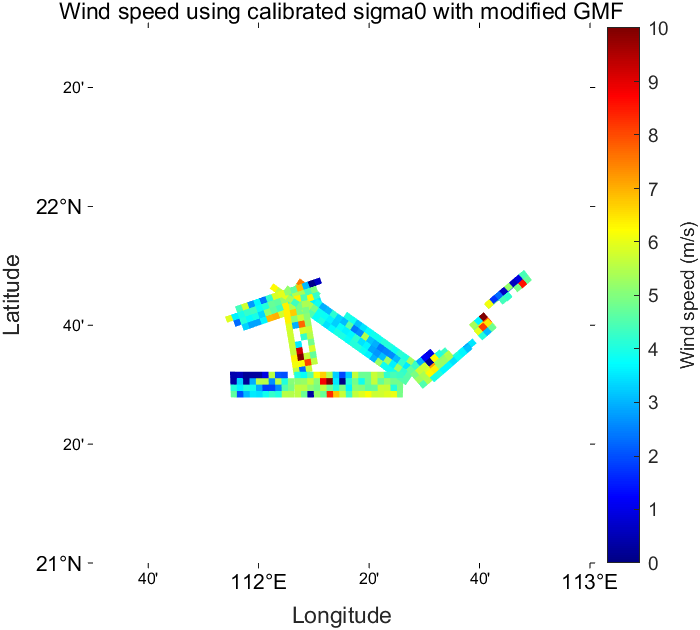 Wind speed using calibrated sigma0 with modified GMF
20'
22°N
40'
20'
21°N
Latitude
40'
112°E
20'
40'
113°E
Longitude
10
9
8
7
6
5
4
3
2
1
0
Wind speed (m/s)